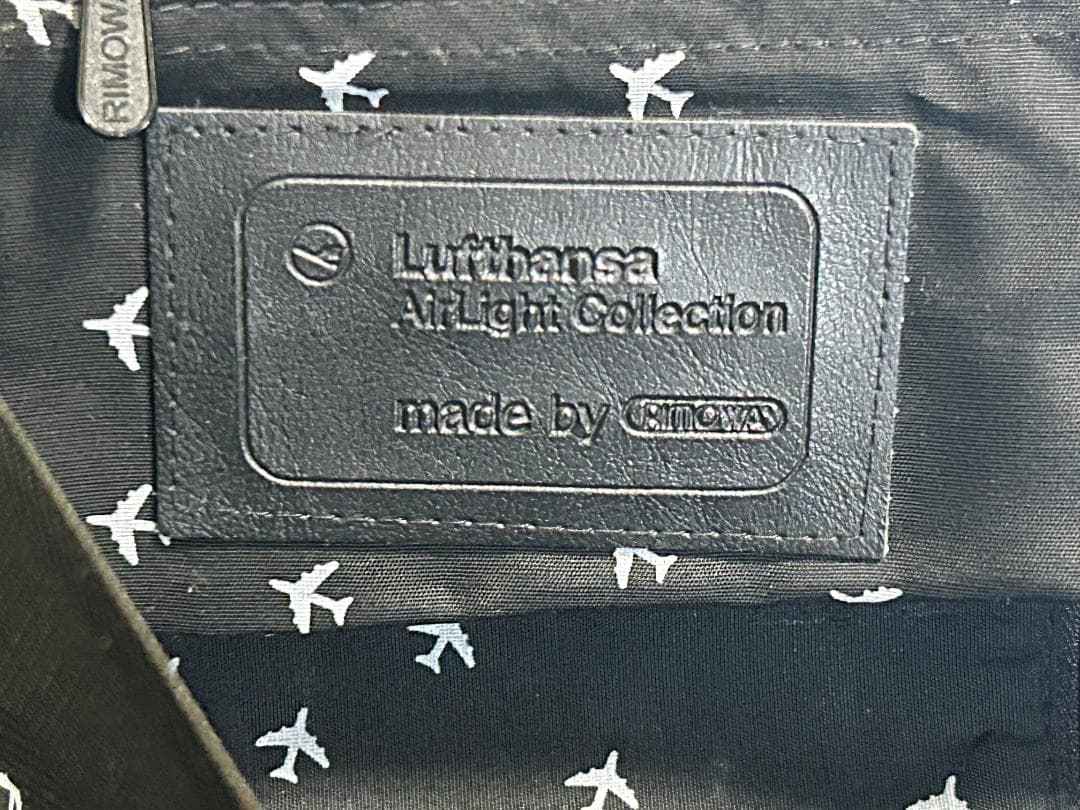 RIMOWA
Lufthansa
AirLight Collection
made by RIMOWA